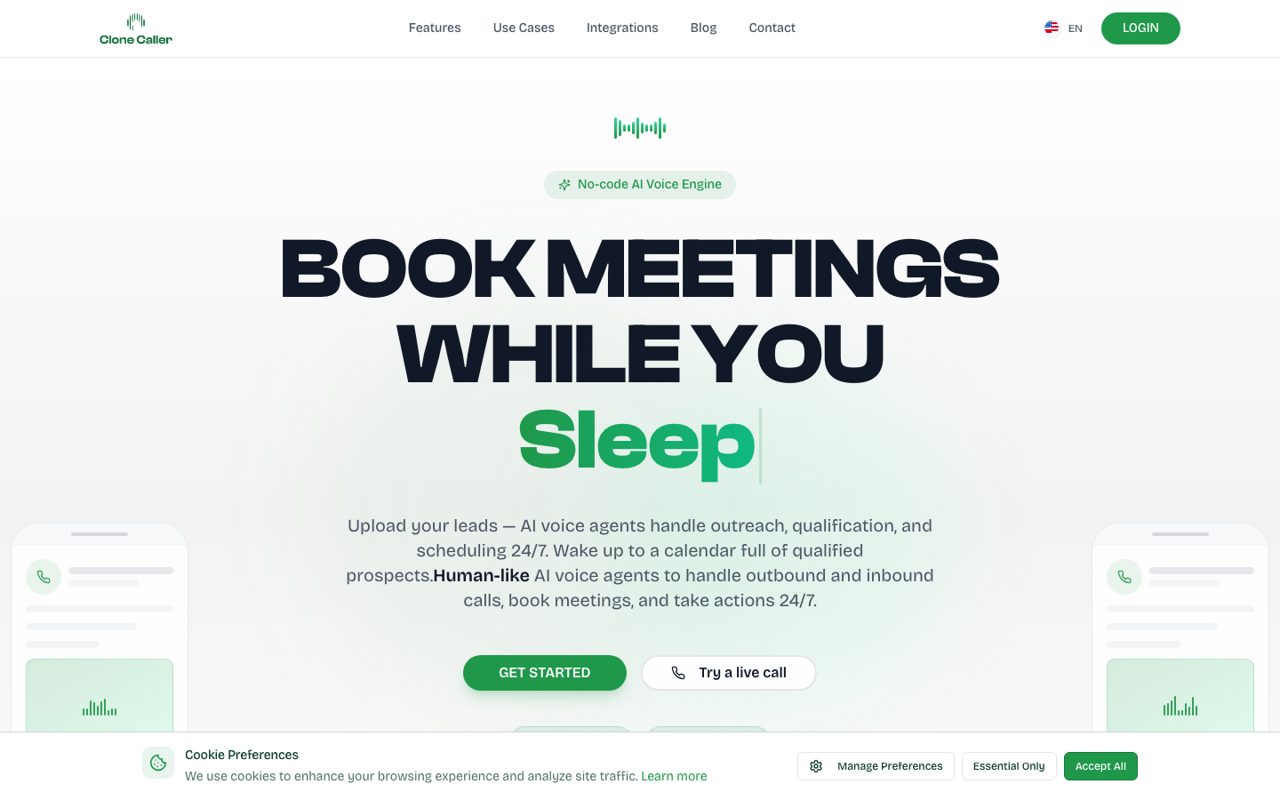 Clone Caller
Features
Use Cases
Integrations
Blog
Contact
EN
LOGIN
No-code AI Voice Engine
BOOK MEETINGS
WHILE YOU
Sleep
Upload your leads — AI voice agents handle outreach, qualification, and
scheduling 24/7. Wake up to a calendar full of qualified
prospects.Human-like AI voice agents to handle outbound and inbound
calls, book meetings, and take actions 24/7.
GET STARTED
Try a live call
Cookie Preferences
We use cookies to enhance your browsing experience and analyze site traffic. Learn more
Manage Preferences
Essential Only
Accept All